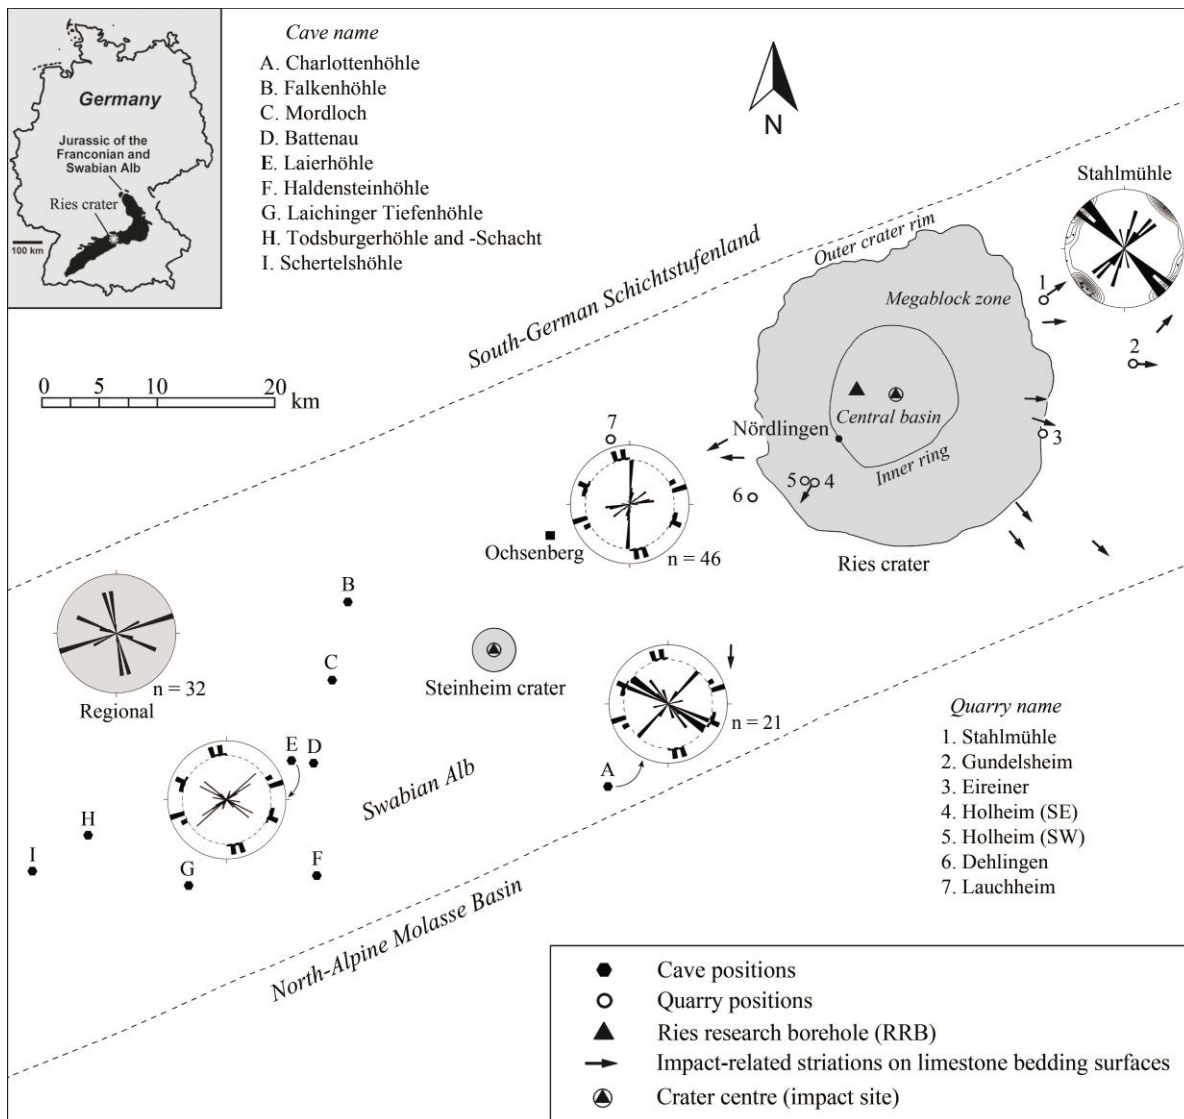 Germany
Jurassic of the
Franconian and
Swabian Alb
Ries crater
100 km
Cave name
A. Charlottenhöhle
B. Falkenhöhle
C. Mordloch
D. Battenau
E. Laierhöhle
F. Haldensteinhöhle
G. Laichinger Tiefenhöhle
H. Todsburgerhöhle and -Schacht
I. Schertelshöhle
N
Stahlmühle
South-German Schichtstufenland
Outer crater rim
Megablock zone
1
2
0 5 10 20 km
Central basin
Nördlingen
Inner ring
3
7
5 4
6
Ochsenberg
n = 46
Ries crater
B
C
n = 32
Regional
Steinheim crater
n = 21
A
E D
Swabian Alb
H
I
G
F
North-Alpine Molasse Basin
Quarry name
1. Stahlmühle
2. Gundelsheim
3. Eireiner
4. Holheim (SE)
5. Holheim (SW)
6. Dehlingen
7. Lauchheim
Cave positions
Quarry positions
Ries research borehole (RRB)
Impact-related striations on limestone bedding surfaces
Crater centre (impact site)